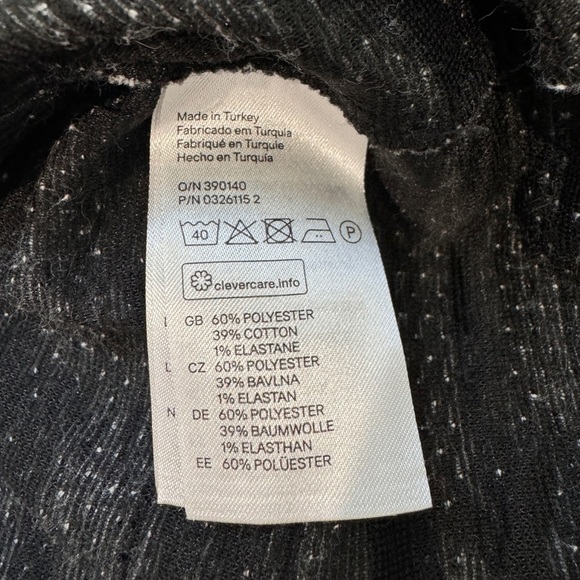 Made in Turkey
Fabricado em Turquia
Fabriqué en Turquie
Hecho en Turquía
O/N 390140
P/N 0326115 2
40 P
clevercare.info
GB 60% POLYESTER
39% COTTON
1% ELASTANE
CZ 60% POLYESTER
39% BAVLNA
1% ELASTAN
DE 60% POLYESTER
39% BAUMWOLLE
1% ELASTHAN
EE 60% POLÜESTER